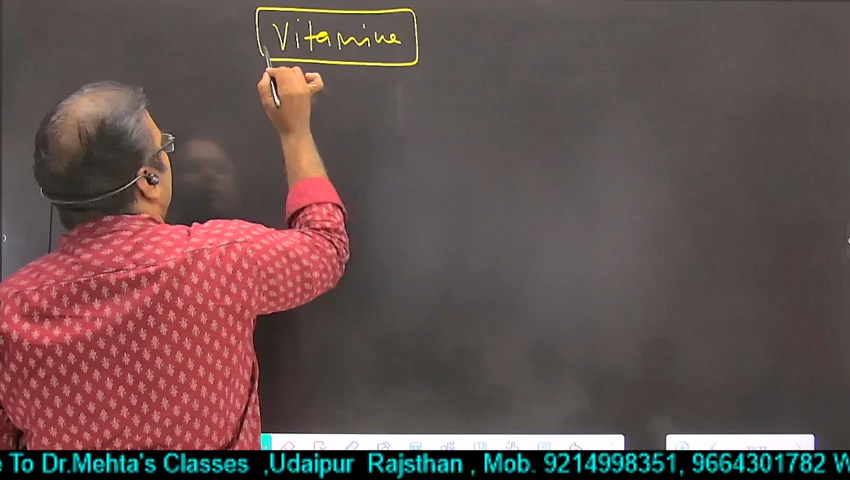 Vitamine
e To Dr.Mehta's Classes ,Udaipur Rajsthan , Mob. 9214998351, 9664301782 W